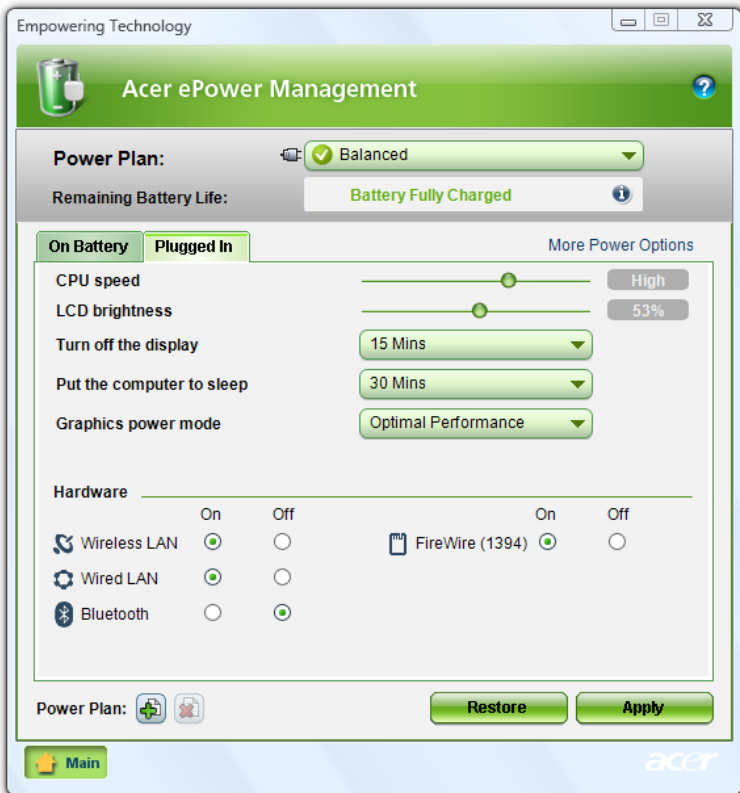 Empowering Technology
Acer ePower Management
Power Plan: Balanced
Remaining Battery Life: Battery Fully Charged
On Battery Plugged In More Power Options
CPU speed High
LCD brightness 53%
Turn off the display 15 Mins
Put the computer to sleep 30 Mins
Graphics power mode Optimal Performance
Hardware
On Off On Off
Wireless LAN FireWire (1394)
Wired LAN
Bluetooth
Power Plan: Restore Apply
Main acer